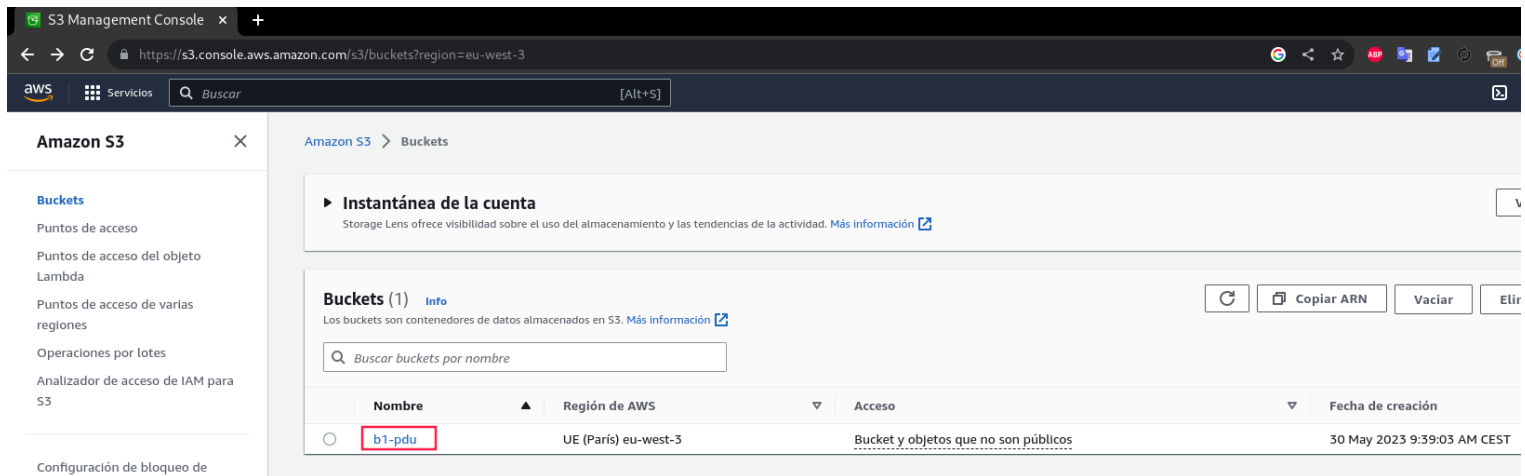 S3 Management Console × +
https://s3.console.aws.amazon.com/s3/buckets?region=eu-west-3
ABP
Off
aws Servicios Buscar [Alt+S]
Amazon S3
Buckets
Puntos de acceso
Puntos de acceso del objeto
Lambda
Puntos de acceso de varias
regiones
Operaciones por lotes
Analizador de acceso de IAM para
S3
Configuración de bloqueo de
Amazon S3 > Buckets
Instantánea de la cuenta
Storage Lens ofrece visibilidad sobre el uso del almacenamiento y las tendencias de la actividad. Más información
Buckets (1) Info
Copiar ARN Vaciar
Los buckets son contenedores de datos almacenados en S3. Más información
Buscar buckets por nombre
Nombre Región de AWS Acceso Fecha de creación
b1-pdu UE (París) eu-west-3 Bucket y objetos que no son públicos 30 May 2023 9:39:03 AM CEST